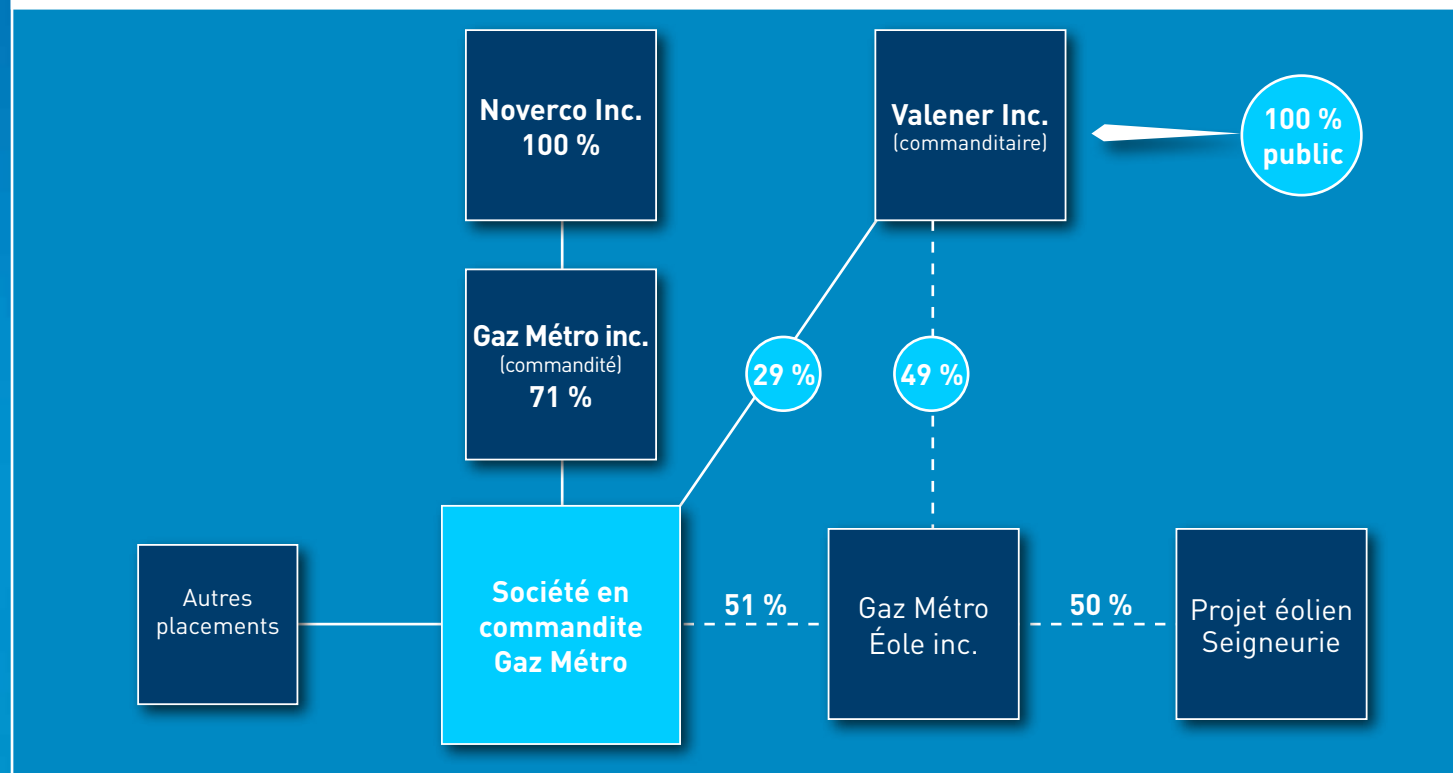 Noverco Inc.
100 %
Valener Inc.
(commanditaire)
100 %
public
Gaz Métro inc.
(commandité)
71 %
29 %
49 %
Autres
placements
Société en
commandite
Gaz Métro
51 %
Gaz Métro
Éole inc.
50 %
Projet éolien
Seigneurie